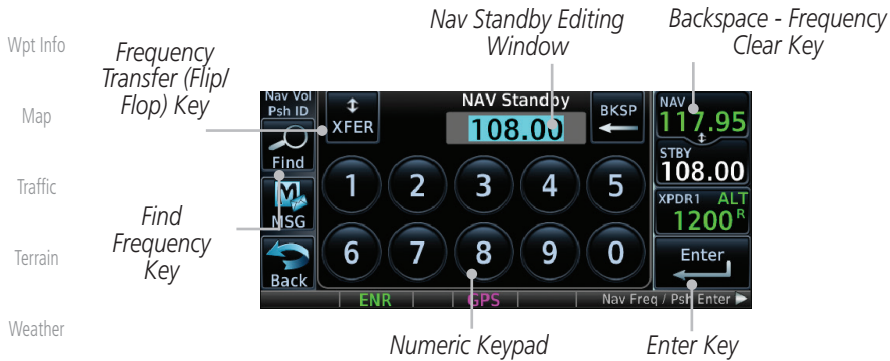 Wpt Info
Map
Traffic
Terrain
Weather
Frequency
Transfer (Flip/
Flop) Key
Nav Standby Editing
Window
Backspace - Frequency
Clear Key
Find
Frequency
Key
Nav Vol
Psh ID
XFER
NAV Standby
108.00
BKSP
NAV
117.95
Find
1 2 3 4 5
STBY
108.00
MSG
XPDR1 ALT
1200 R
6 7 8 9 0
Back
Enter
ENR GPS Nav Freq / Psh Enter
Numeric Keypad
Enter Key